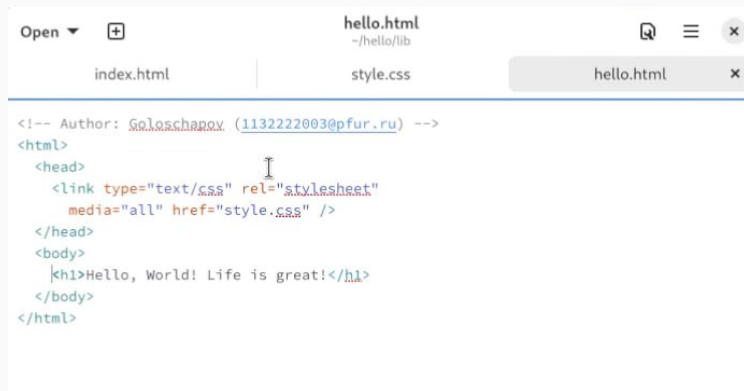 Open
hello.html
~/hello/lib
index.html
style.css
hello.html
<!-- Author: Goloschapov (1132222003@pfur.ru) -->
<html>
  <head>
    <link type="text/css" rel="stylesheet"
      media="all" href="style.css" />
  </head>
  <body>
    <h1>Hello, World! Life is great!</h1>
  </body>
</html>